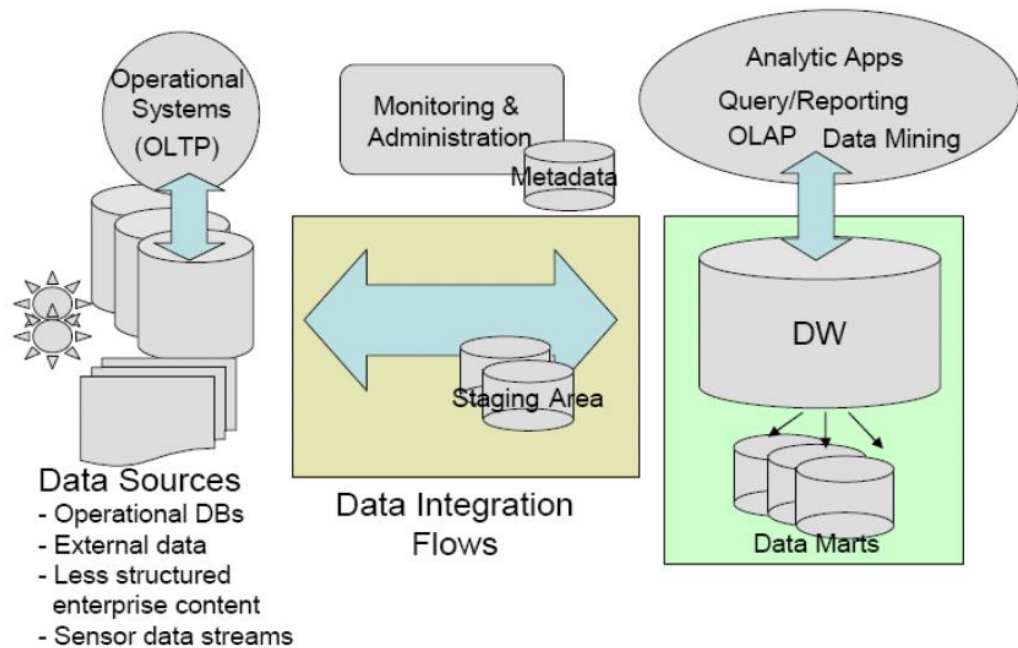 Operational
Systems
(OLTP)
Monitoring &
Administration
Metadata
Analytic Apps
Query/Reporting
OLAP Data Mining
DW
Staging Area
Data Marts
Data Sources
- Operational DBs
- External data
- Less structured
enterprise content
- Sensor data streams
Data Integration
Flows